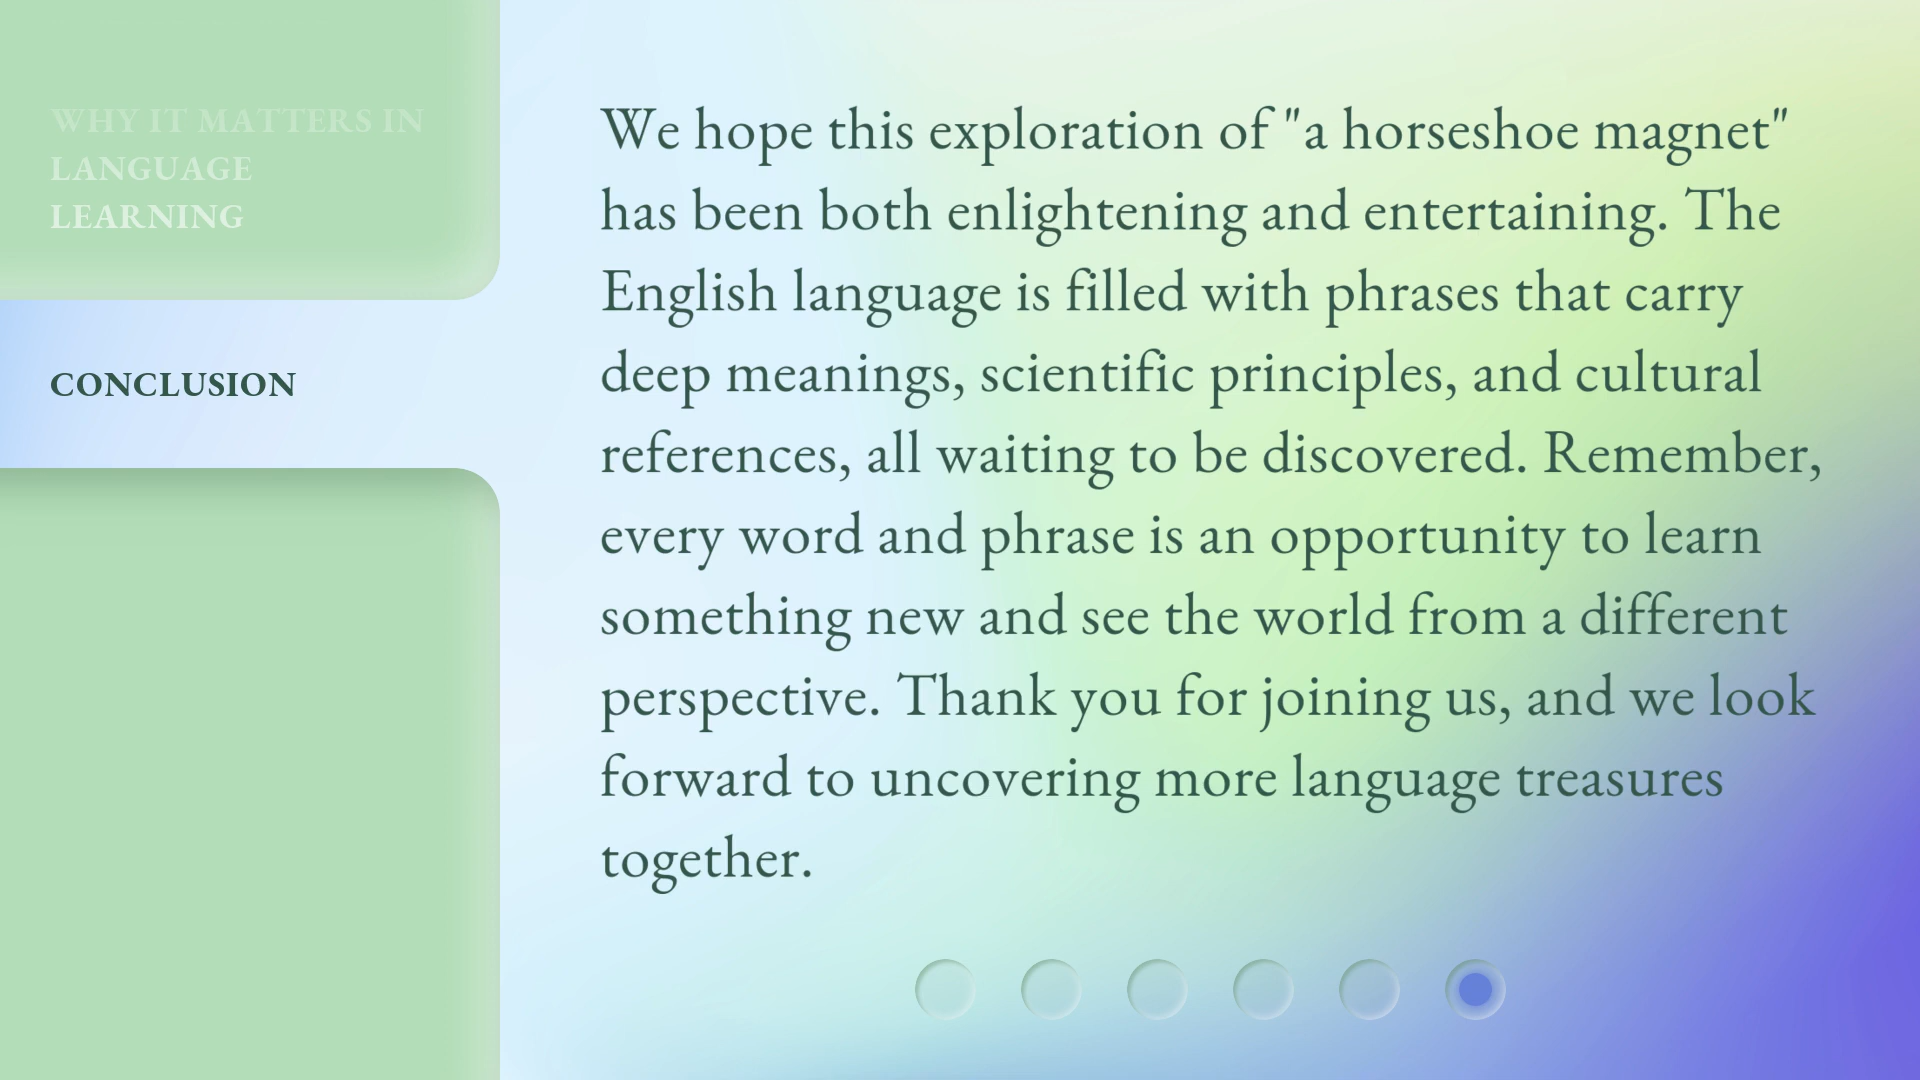 WHY IT MATTERS IN
LANGUAGE
LEARNING
CONCLUSION
We hope this exploration of "a horseshoe magnet"
has been both enlightening and entertaining. The
English language is filled with phrases that carry
deep meanings, scientific principles, and cultural
references, all waiting to be discovered. Remember,
every word and phrase is an opportunity to learn
something new and see the world from a different
perspective. Thank you for joining us, and we look
forward to uncovering more language treasures
together.